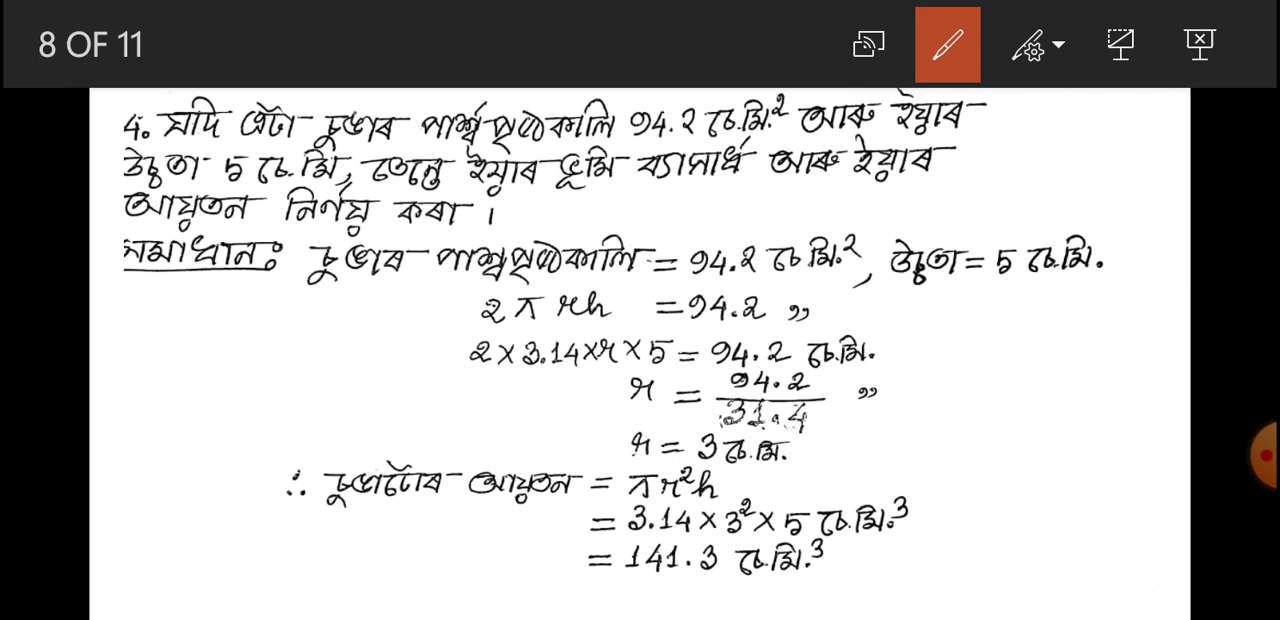 8 OF 11
4. যদি এটা চুঙাৰ পাৰ্শ্ব পৃষ্ঠকালি 94.2 চে.মি.² আৰু ইয়াৰ
উচ্চতা 5 চে.মি, তেন্তে ইয়াৰ ভূমি ব্যাসাৰ্ধ আৰু ইয়াৰ
আয়তন নিৰ্ণয় কৰা ।
সমাধান: চুঙাৰ পাৰ্শ্বপৃষ্ঠকালি = 94.2 চে.মি.², উচ্চতা = 5 চে.মি.
2πrh = 94.2 ,,
2 × 3.14 × r × 5 = 94.2 চে.মি.
r = 94.2 / 31.4 ,,
r = 3 চে.মি.
∴ চুঙাটোৰ আয়তন = πr²h
= 3.14 × 3² × 5 চে.মি.³
= 141.3 চে.মি.³